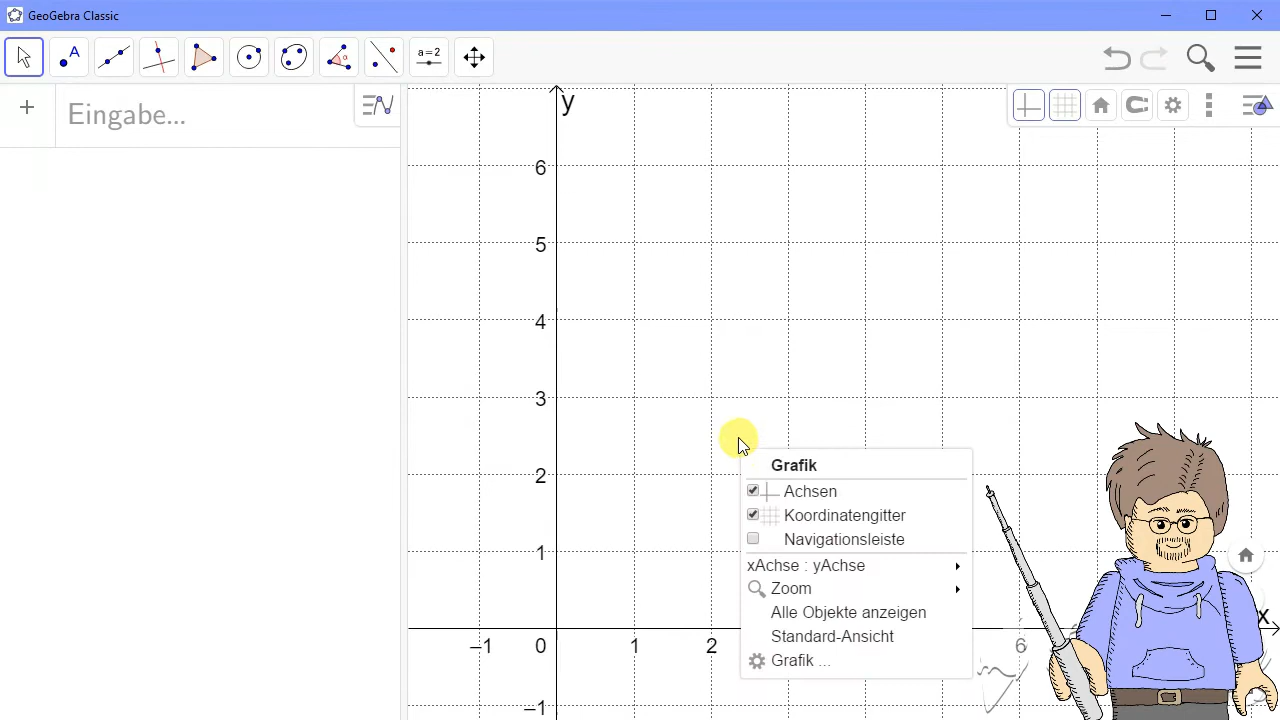 GeoGebra Classic
A
α
a=2
+
Eingabe...
y
6
5
4
3
2
1
Grafik
Achsen
Koordinatengitter
Navigationsleiste
xAchse : yAchse
Zoom
Alle Objekte anzeigen
Standard-Ansicht
Grafik ...
x
–1
0
1
2
6
–1